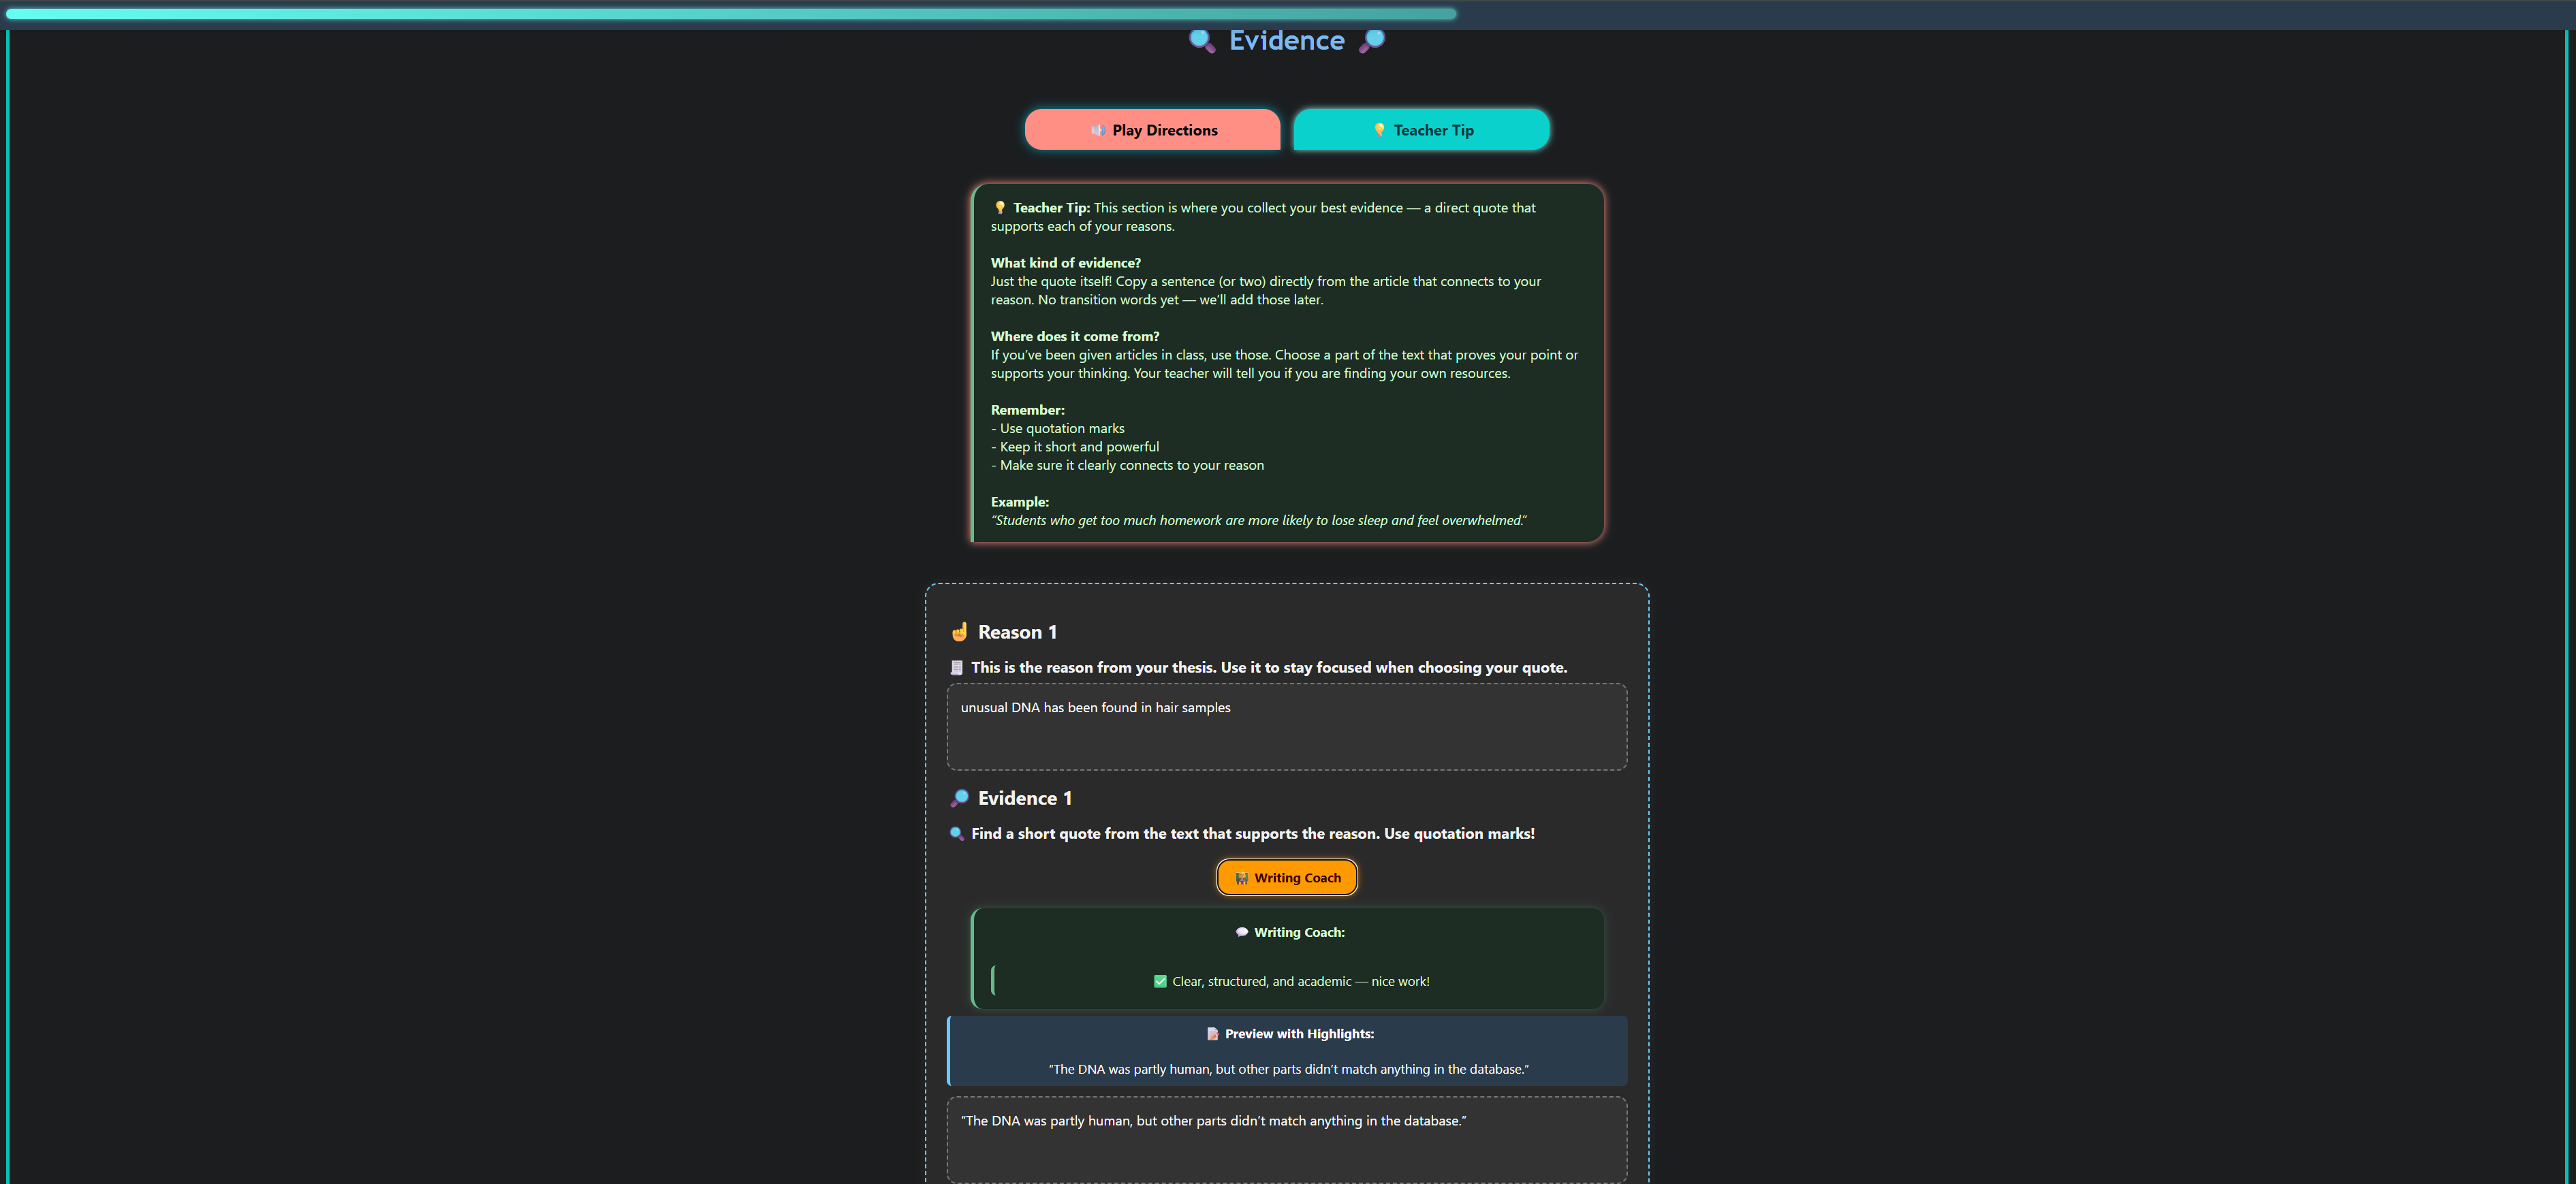 Evidence
Play Directions
Teacher Tip
Teacher Tip: This section is where you collect your best evidence — a direct quote that
supports each of your reasons.
What kind of evidence?
Just the quote itself! Copy a sentence (or two) directly from the article that connects to your
reason. No transition words yet — we’ll add those later.
Where does it come from?
If you’ve been given articles in class, use those. Choose a part of the text that proves your point or
supports your thinking. Your teacher will tell you if you are finding your own resources.
Remember:
- Use quotation marks
- Keep it short and powerful
- Make sure it clearly connects to your reason
Example:
“Students who get too much homework are more likely to lose sleep and feel overwhelmed.”
Reason 1
This is the reason from your thesis. Use it to stay focused when choosing your quote.
unusual DNA has been found in hair samples
Evidence 1
Find a short quote from the text that supports the reason. Use quotation marks!
Writing Coach
Writing Coach:
Clear, structured, and academic — nice work!
Preview with Highlights:
“The DNA was partly human, but other parts didn’t match anything in the database.”
“The DNA was partly human, but other parts didn’t match anything in the database.”